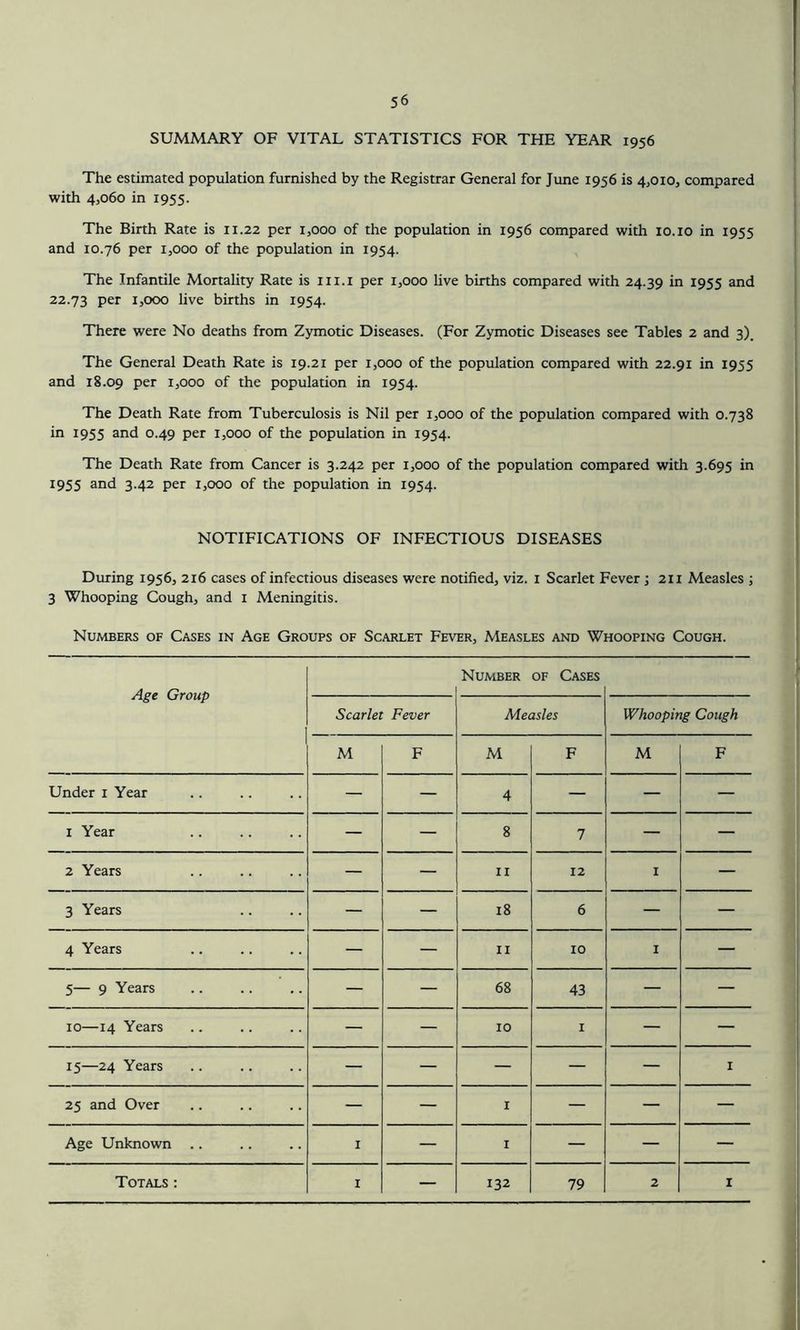 56
SUMMARY OF VITAL STATISTICS FOR THE YEAR 1956
The estimated population furnished by the Registrar General for June 1956 is 4,010, compared
with 4,060 in 1955.
The Birth Rate is 11.22 per 1,000 of the population in 1956 compared with 10.10 in 1955
and 10.76 per 1,000 of the population in 1954.
The Infantile Mortality Rate is 111.1 per 1,000 live births compared with 24.39 in 1955 and
22.73 per 1,000 live births in 1954.
There were No deaths from Zymotic Diseases. (For Zymotic Diseases see Tables 2 and 3).
The General Death Rate is 19.21 per 1,000 of the population compared with 22.91 in 1955
and 18.09 per 1,000 of the population in 1954.
The Death Rate from Tuberculosis is Nil per 1,000 of the population compared with 0.738
in 1955 and 0.49 per 1,000 of the population in 1954.
The Death Rate from Cancer is 3.242 per 1,000 of the population compared with 3.695 in
1955 and 3.42 per 1,000 of the population in 1954.
NOTIFICATIONS OF INFECTIOUS DISEASES
During 1956, 216 cases of infectious diseases were notified, viz. 1 Scarlet Fever ; 211 Measles ;
3 Whooping Cough, and 1 Meningitis.
NUMBERS OF CASES IN AGE GROUPS OF SCARLET FEVER, MEASLES AND WHOOPING COUGH.
Age Group NUMBER OF CASES
Scarlet Fever Measles Whooping Cough
M F M F M F
Under 1 Year .. .. .. — — 4 — — —
1 Year .. .. .. — — 8 7 — —
2 Years .. .. .. — — 11 12 1 —
3 Years .. .. — — 18 6 — —
4 Years .. .. .. — — 11 10 1 —
5— 9 Years .. .. .. — — 68 43 — —
10—14 Years .. .. .. — — 10 1 — —
15—24 Years .. .. .. — — — — — 1
25 and Over .. .. .. — — 1 — — —
Age Unknown .. .. .. 1 — 1 — — —
TOTALS : 1 — 132 79 2 1